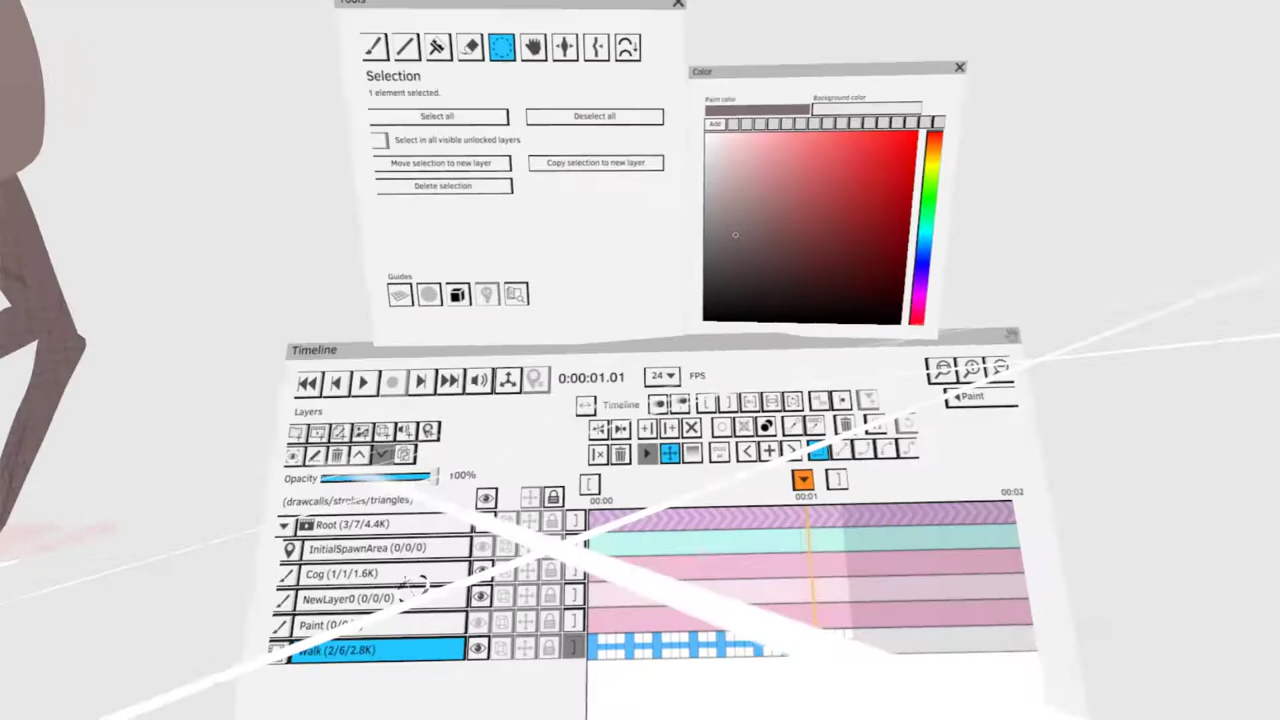 Tools
Selection
1 element selected.
Select all
Deselect all
Select in all visible unlocked layers
Move selection to new layer
Copy selection to new layer
Delete selection
Guides
Color
Paint color
Background color
Add
Timeline
0:00:01.01
24
FPS
Layers
Timeline
Paint
Opacity
100%
(drawcalls/strokes/triangles)
00:00
00:01
00:02
Root (3/7/4.4K)
InitialSpawnArea (0/0/0)
Cog (1/1/1.6K)
NewLayer0 (0/0/0)
Paint (0/0/
Walk (2/6/2.8K)